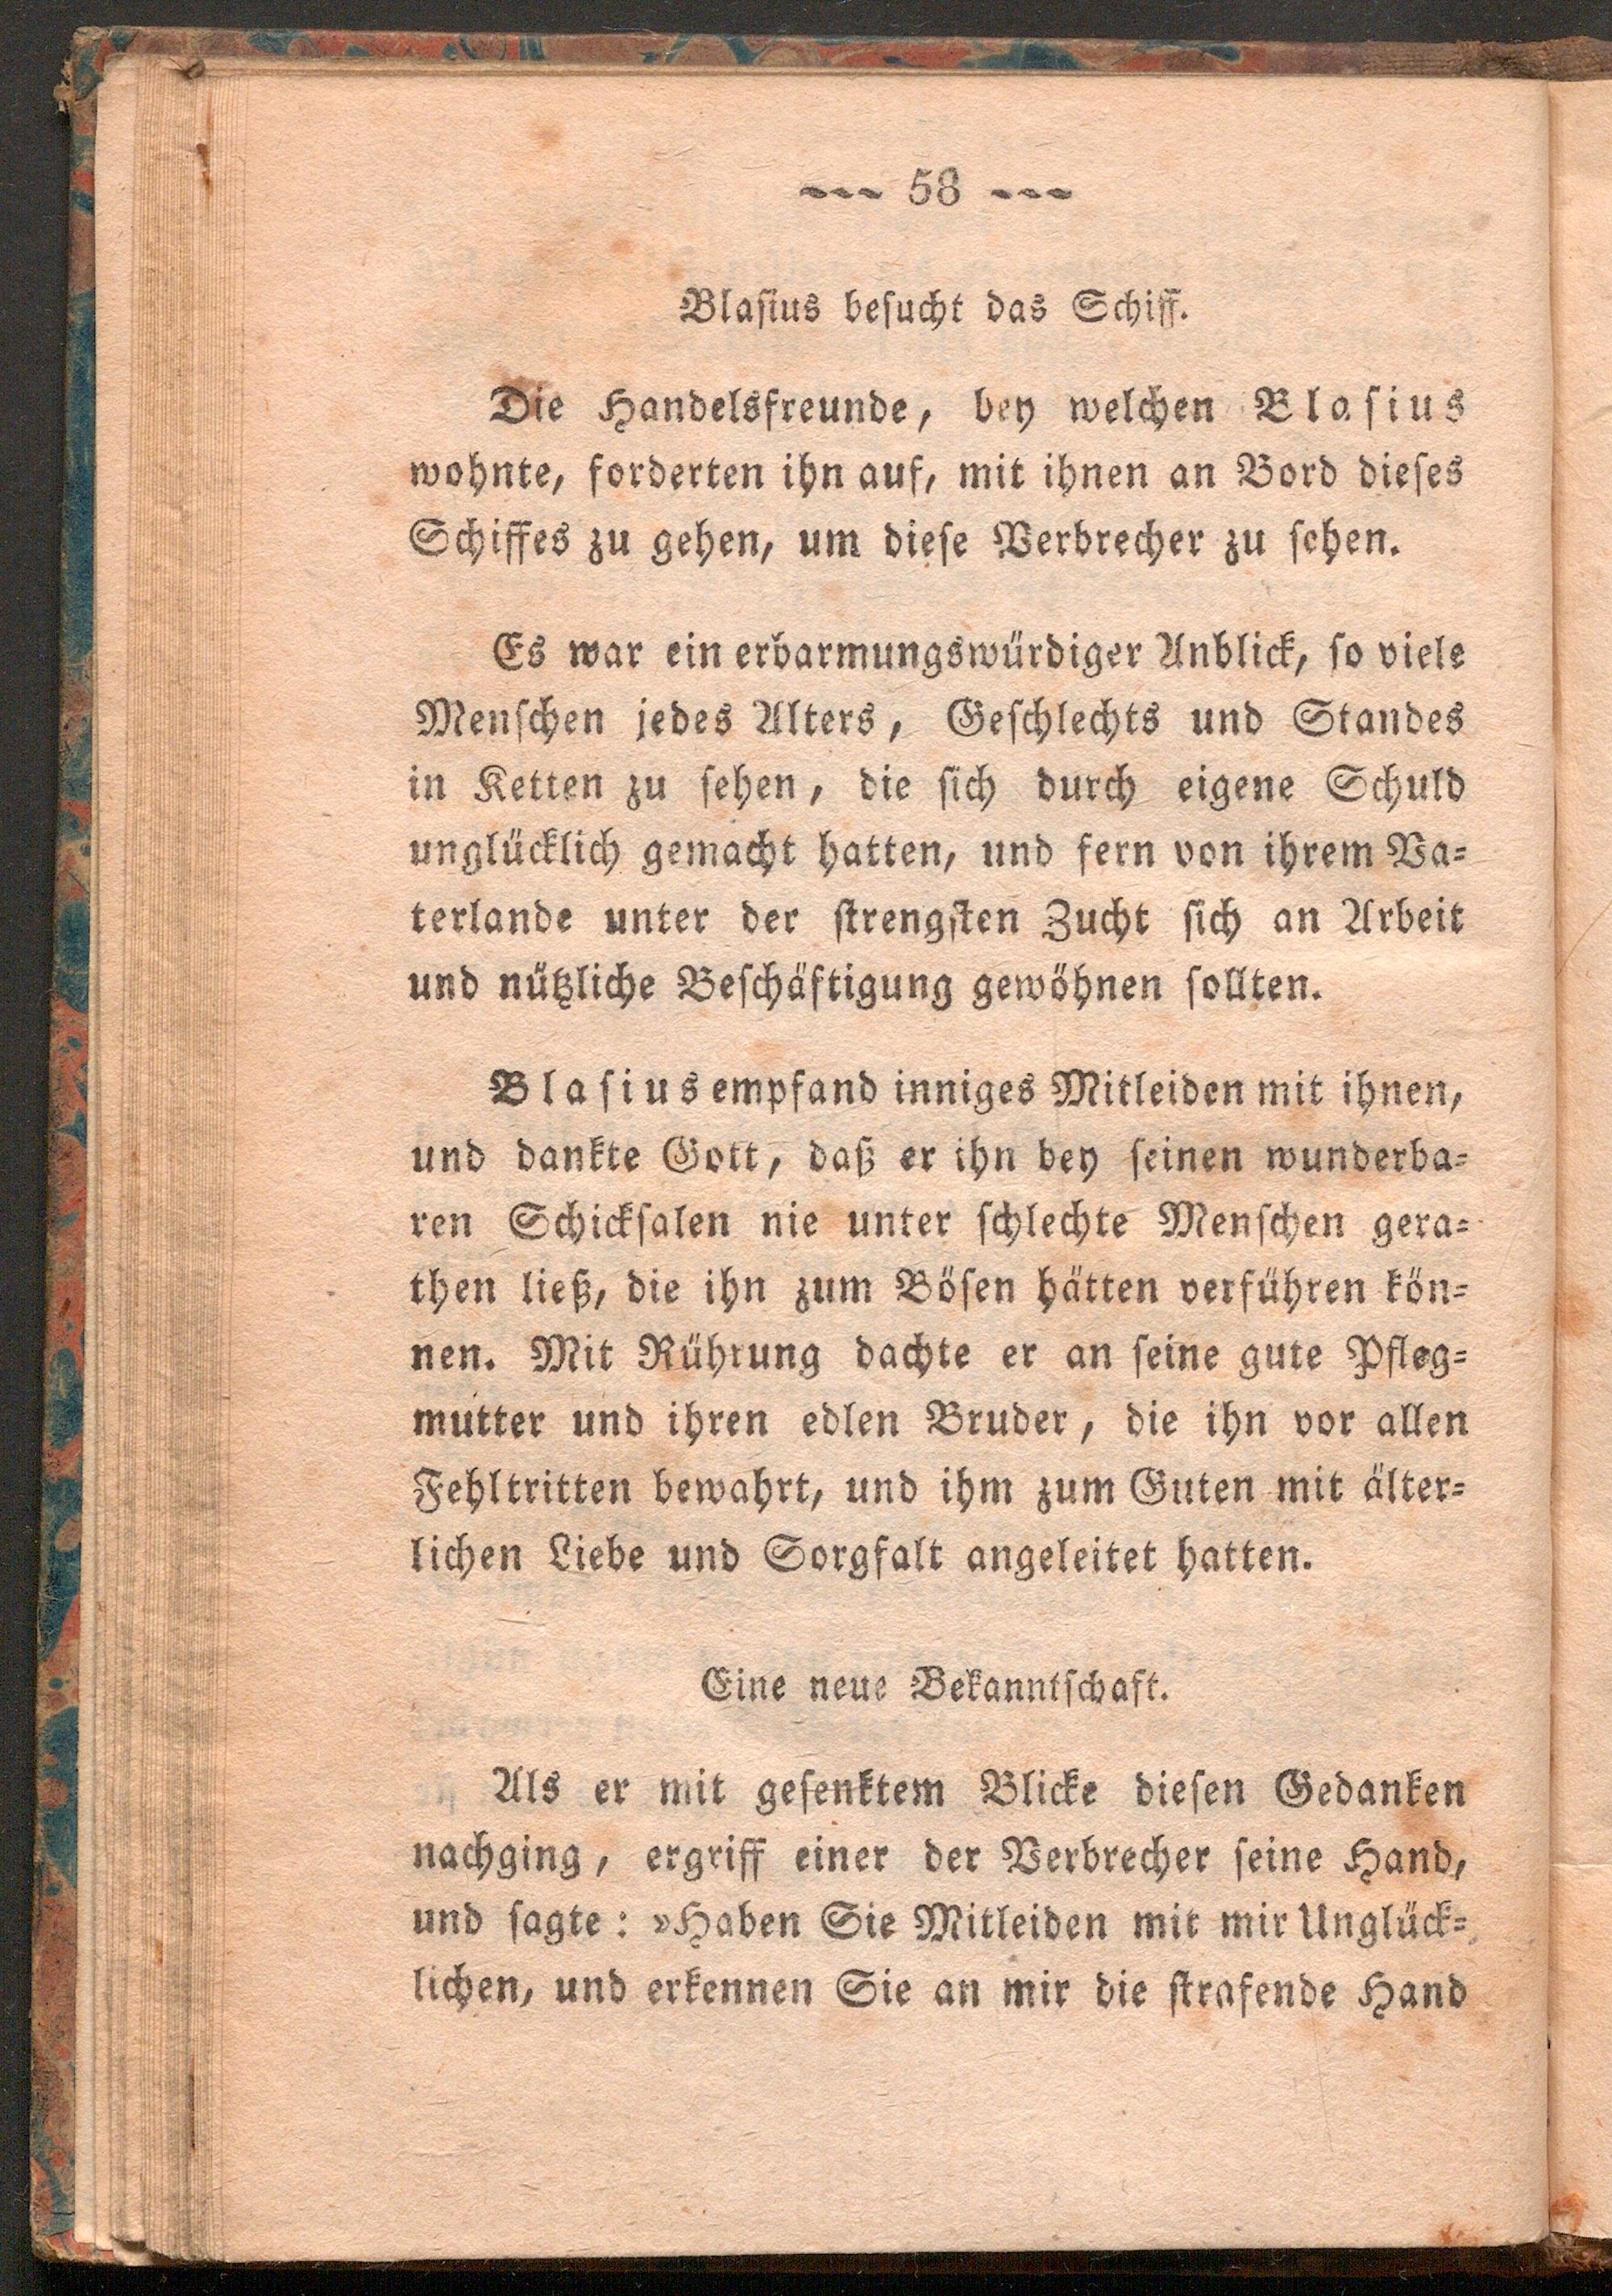 --- 58 ---
Blasius besucht das Schiff.
Die Handelsfreunde, bey welchen Blasius
wohnte, forderten ihn auf, mit ihnen an Bord dieses
Schiffes zu gehen, um diese Verbrecher zu sehen.
Es war ein erbarmungswürdiger Anblick, so viele
Menschen jedes Alters, Geschlechts und Standes
in Ketten zu sehen, die sich durch eigene Schuld
unglücklich gemacht hatten, und fern von ihrem Va=
terlande unter der strengsten Zucht sich an Arbeit
und nützliche Beschäftigung gewöhnen sollten.
Blasius empfand inniges Mitleiden mit ihnen,
und dankte Gott, daß er ihn bey seinen wunderba=
ren Schicksalen nie unter schlechte Menschen gera=
then ließ, die ihn zum Bösen hätten verführen kön=
nen. Mit Rührung dachte er an seine gute Pfleg=
mutter und ihren edlen Bruder, die ihn vor allen
Fehltritten bewahrt, und ihm zum Guten mit älter=
lichen Liebe und Sorgfalt angeleitet hatten.
Eine neue Bekanntschaft.
Als er mit gesenktem Blicke diesen Gedanken
nachging, ergriff einer der Verbrecher seine Hand,
und sagte: »Haben Sie Mitleiden mit mir Unglück=
lichen, und erkennen Sie an mir die strafende Hand